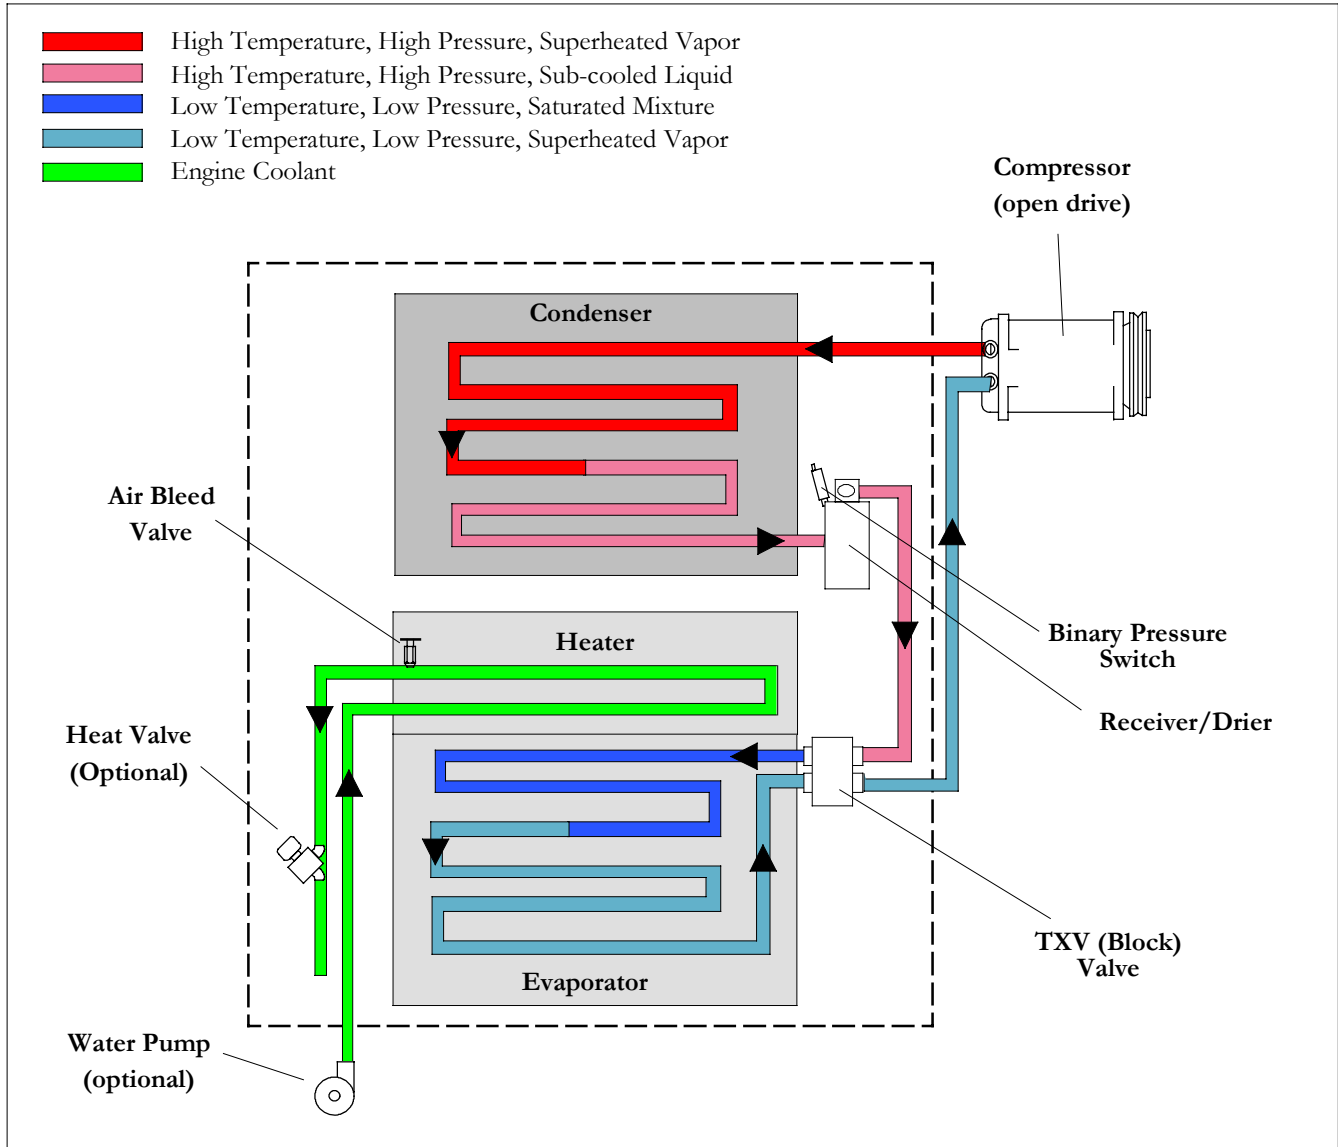 High Temperature, High Pressure, Superheated Vapor
High Temperature, High Pressure, Sub-cooled Liquid
Low Temperature, Low Pressure, Saturated Mixture
Low Temperature, Low Pressure, Superheated Vapor
Engine Coolant
Compressor
(open drive)
Condenser
Air Bleed
Valve
Binary Pressure
Switch
Heater
Receiver/Drier
Heat Valve
(Optional)
TXV (Block)
Valve
Evaporator
Water Pump
(optional)